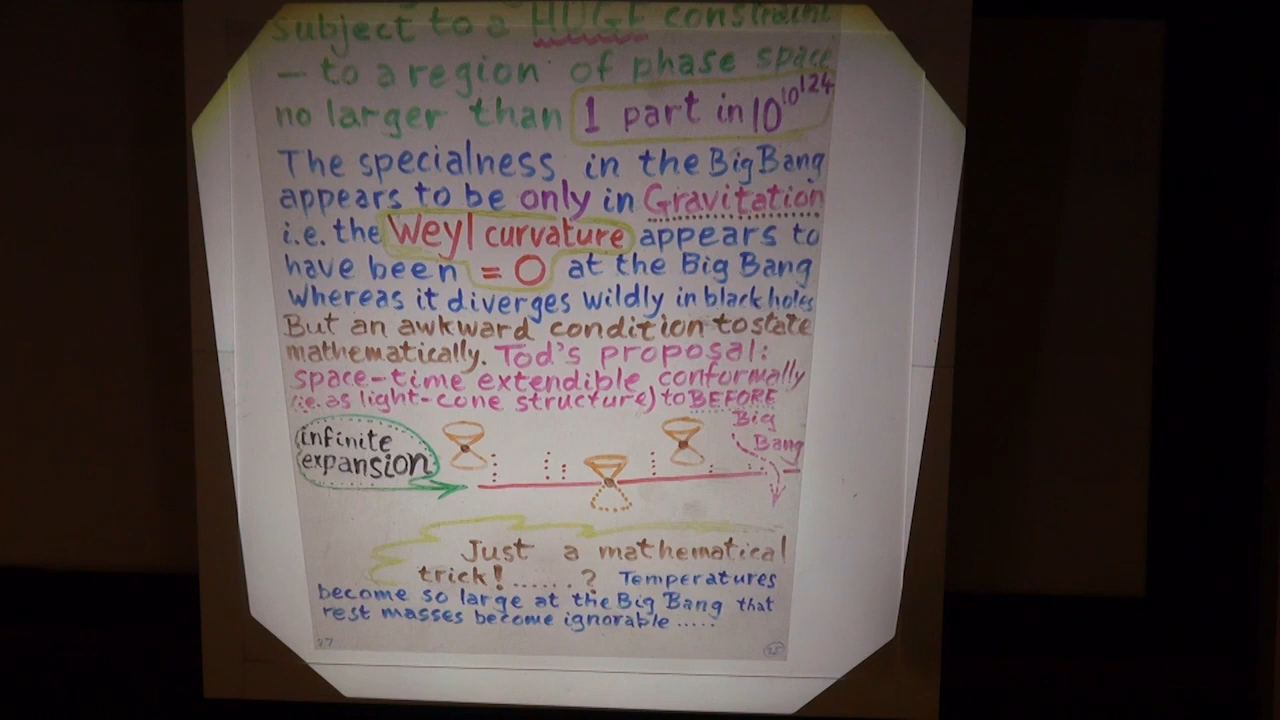 subject to a HUGE constraint
— to a region of phase space
no larger than 1 part in 10^10^124
The specialness in the Big Bang
appears to be only in Gravitation
i.e. the Weyl curvature appears to
have been = 0 at the Big Bang
whereas it diverges wildly in black holes
But an awkward condition to state
mathematically. Tod's proposal:
space-time extendible conformally
(i.e. as light-cone structure) to BEFORE
Big
Bang
infinite
expansion
Just a mathematical
trick!......? Temperatures
become so large at the Big Bang that
rest masses become ignorable.....
27